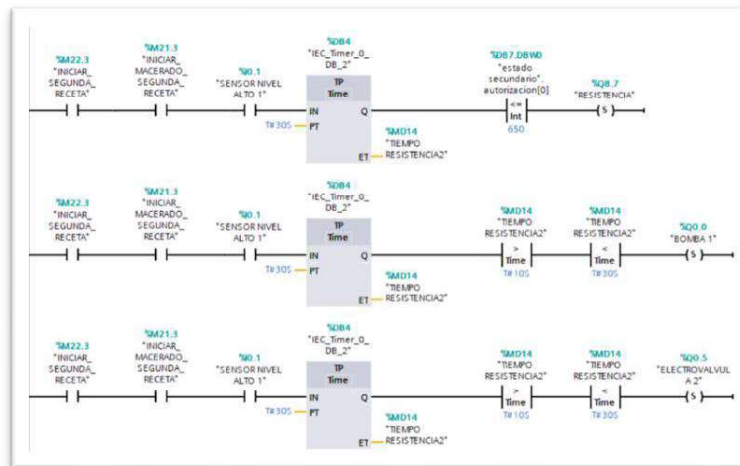 %M22.3
"INICIAR_
SEGUNDA_
RECETA"
%M21.3
"INICIAR_
MACERADO_
SEGUNDA_
RECETA"
%I0.1
"SENSOR NIVEL
ALTO 1"
%DB4
"IEC_Timer_0_
DB_2"
TP
Time
IN
Q
T#30S
PT
ET
%MD14
"TIEMPO
RESISTENCIA2"
%DB7.DBW0
"estado
secundario".
autorizacion[0]
<=
Int
650
%Q8.7
"RESISTENCIA"
S
%M22.3
"INICIAR_
SEGUNDA_
RECETA"
%M21.3
"INICIAR_
MACERADO_
SEGUNDA_
RECETA"
%I0.1
"SENSOR NIVEL
ALTO 1"
%DB4
"IEC_Timer_0_
DB_2"
TP
Time
IN
Q
T#30S
PT
ET
%MD14
"TIEMPO
RESISTENCIA2"
%MD14
"TIEMPO
RESISTENCIA2"
>
Time
T#10S
%MD14
"TIEMPO
RESISTENCIA2"
<
Time
T#30S
%Q0.0
"BOMBA 1"
S
%M22.3
"INICIAR_
SEGUNDA_
RECETA"
%M21.3
"INICIAR_
MACERADO_
SEGUNDA_
RECETA"
%I0.1
"SENSOR NIVEL
ALTO 1"
%DB4
"IEC_Timer_0_
DB_2"
TP
Time
IN
Q
T#30S
PT
ET
%MD14
"TIEMPO
RESISTENCIA2"
%MD14
"TIEMPO
RESISTENCIA2"
>
Time
T#10S
%MD14
"TIEMPO
RESISTENCIA2"
<
Time
T#30S
%Q0.5
"ELECTROVALVUL
A 2"
S